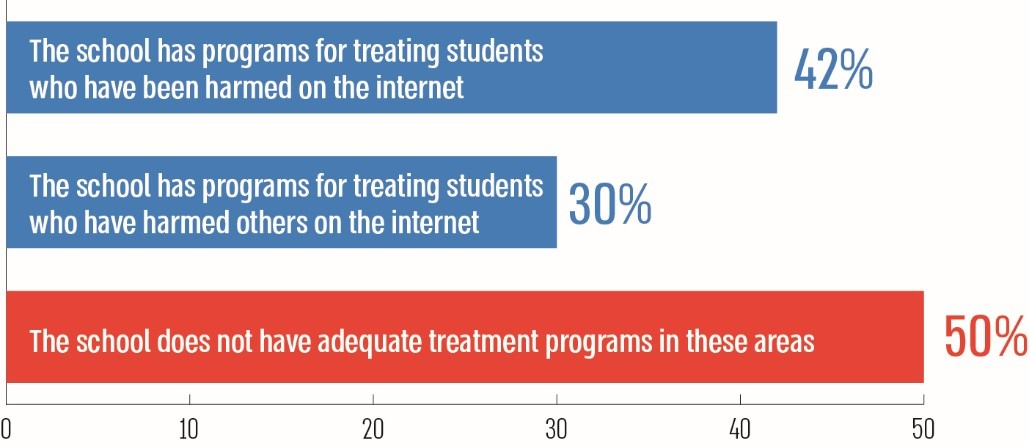 The school has programs for treating students
who have been harmed on the internet
42%
The school has programs for treating students
who have harmed others on the internet
30%
The school does not have adequate treatment programs in these areas
50%
0 10 20 30 40 50